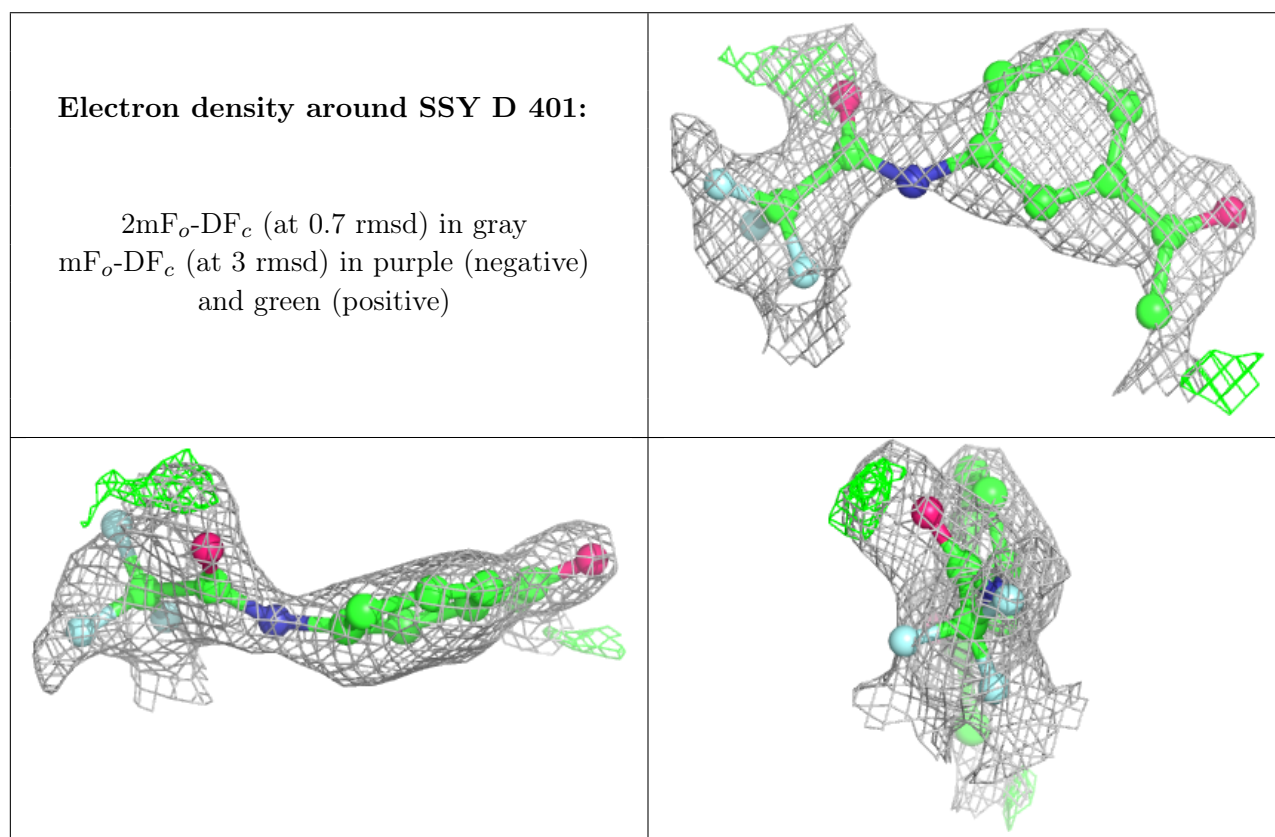 Electron density around SSY D 401:
2mFo-DFc (at 0.7 rmsd) in gray
mFo-DFc (at 3 rmsd) in purple (negative)
and green (positive)